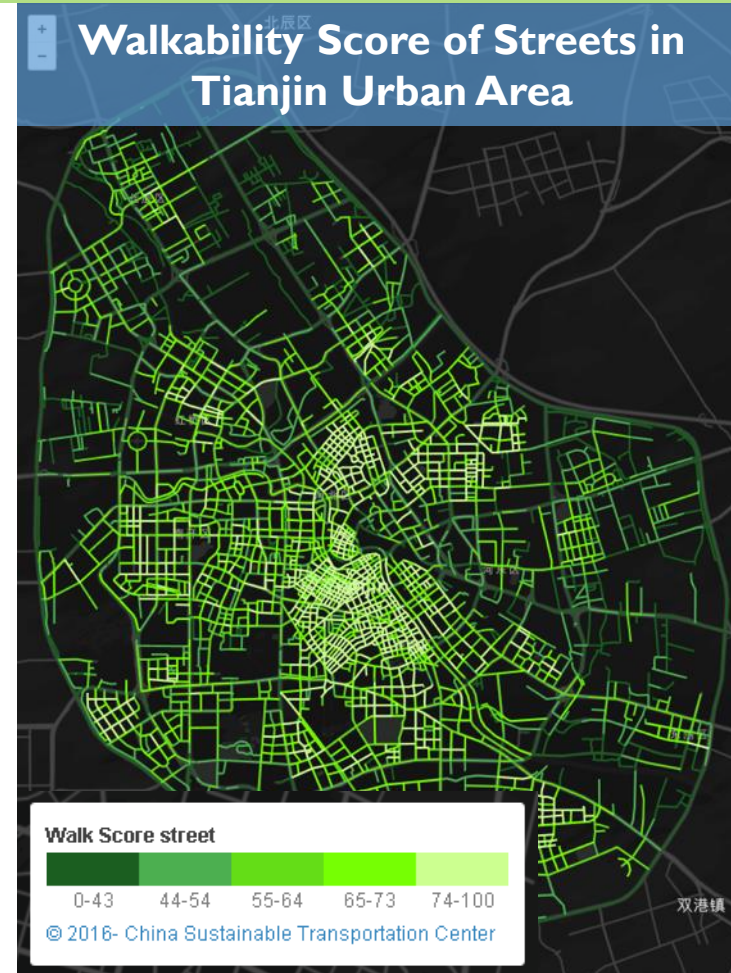 +
北辰区
−
Walkability Score of Streets in
Tianjin Urban Area
Walk Score street
0-43
44-54
55-64
65-73
74-100
© 2016- China Sustainable Transportation Center
双港镇